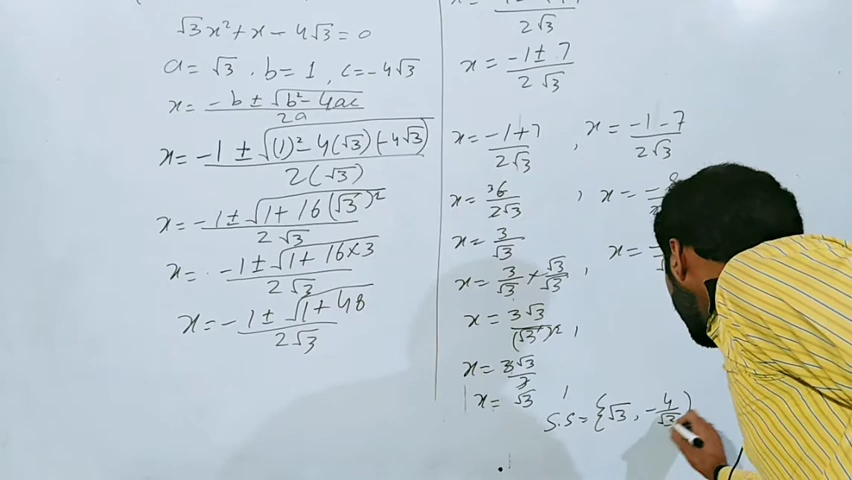 √3x² + x - 4√3 = 0
a = √3 , b = 1 , c = -4√3
x = (-b ± √(b² - 4ac))/2a
x = (-1 ± √((1)² - 4(√3)(-4√3)))/2(√3)
x = (-1 ± √(1 + 16(√3)²))/2√3
x = (-1 ± √(1 + 16×3))/2√3
x = (-1 ± √(1 + 48))/2√3
2√3
x = (-1 ± 7)/2√3
x = (-1+7)/2√3 , x = (-1-7)/2√3
x = 6/2√3 , x =
x = 3/√3
x = 3/√3 × √3/√3 , x =
x = 3√3/(√3)² ,
x = 3√3/3
x = √3 ,
S.S = {√3 , -4/√3}